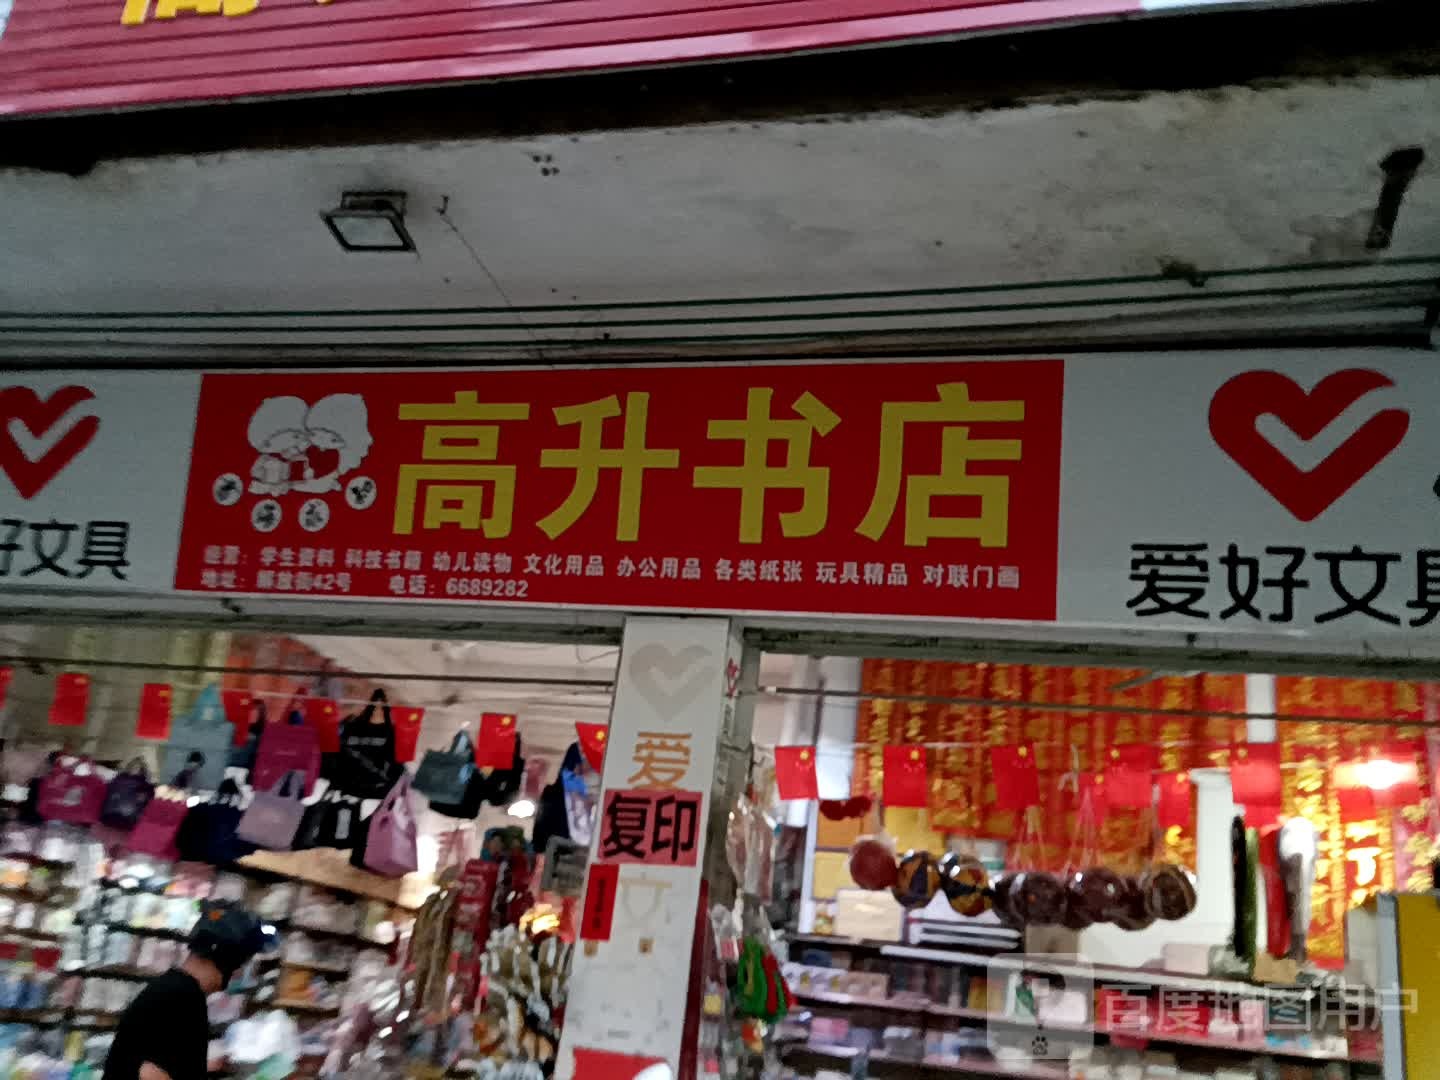 高升书店
经营：学生资料 科技书籍 幼儿读物 文化用品 办公用品 各类纸张 玩具精品 对联门画
地址：解放街42号 电话：6689282
好文具
爱好文具
爱
复印
文
百度地图用户